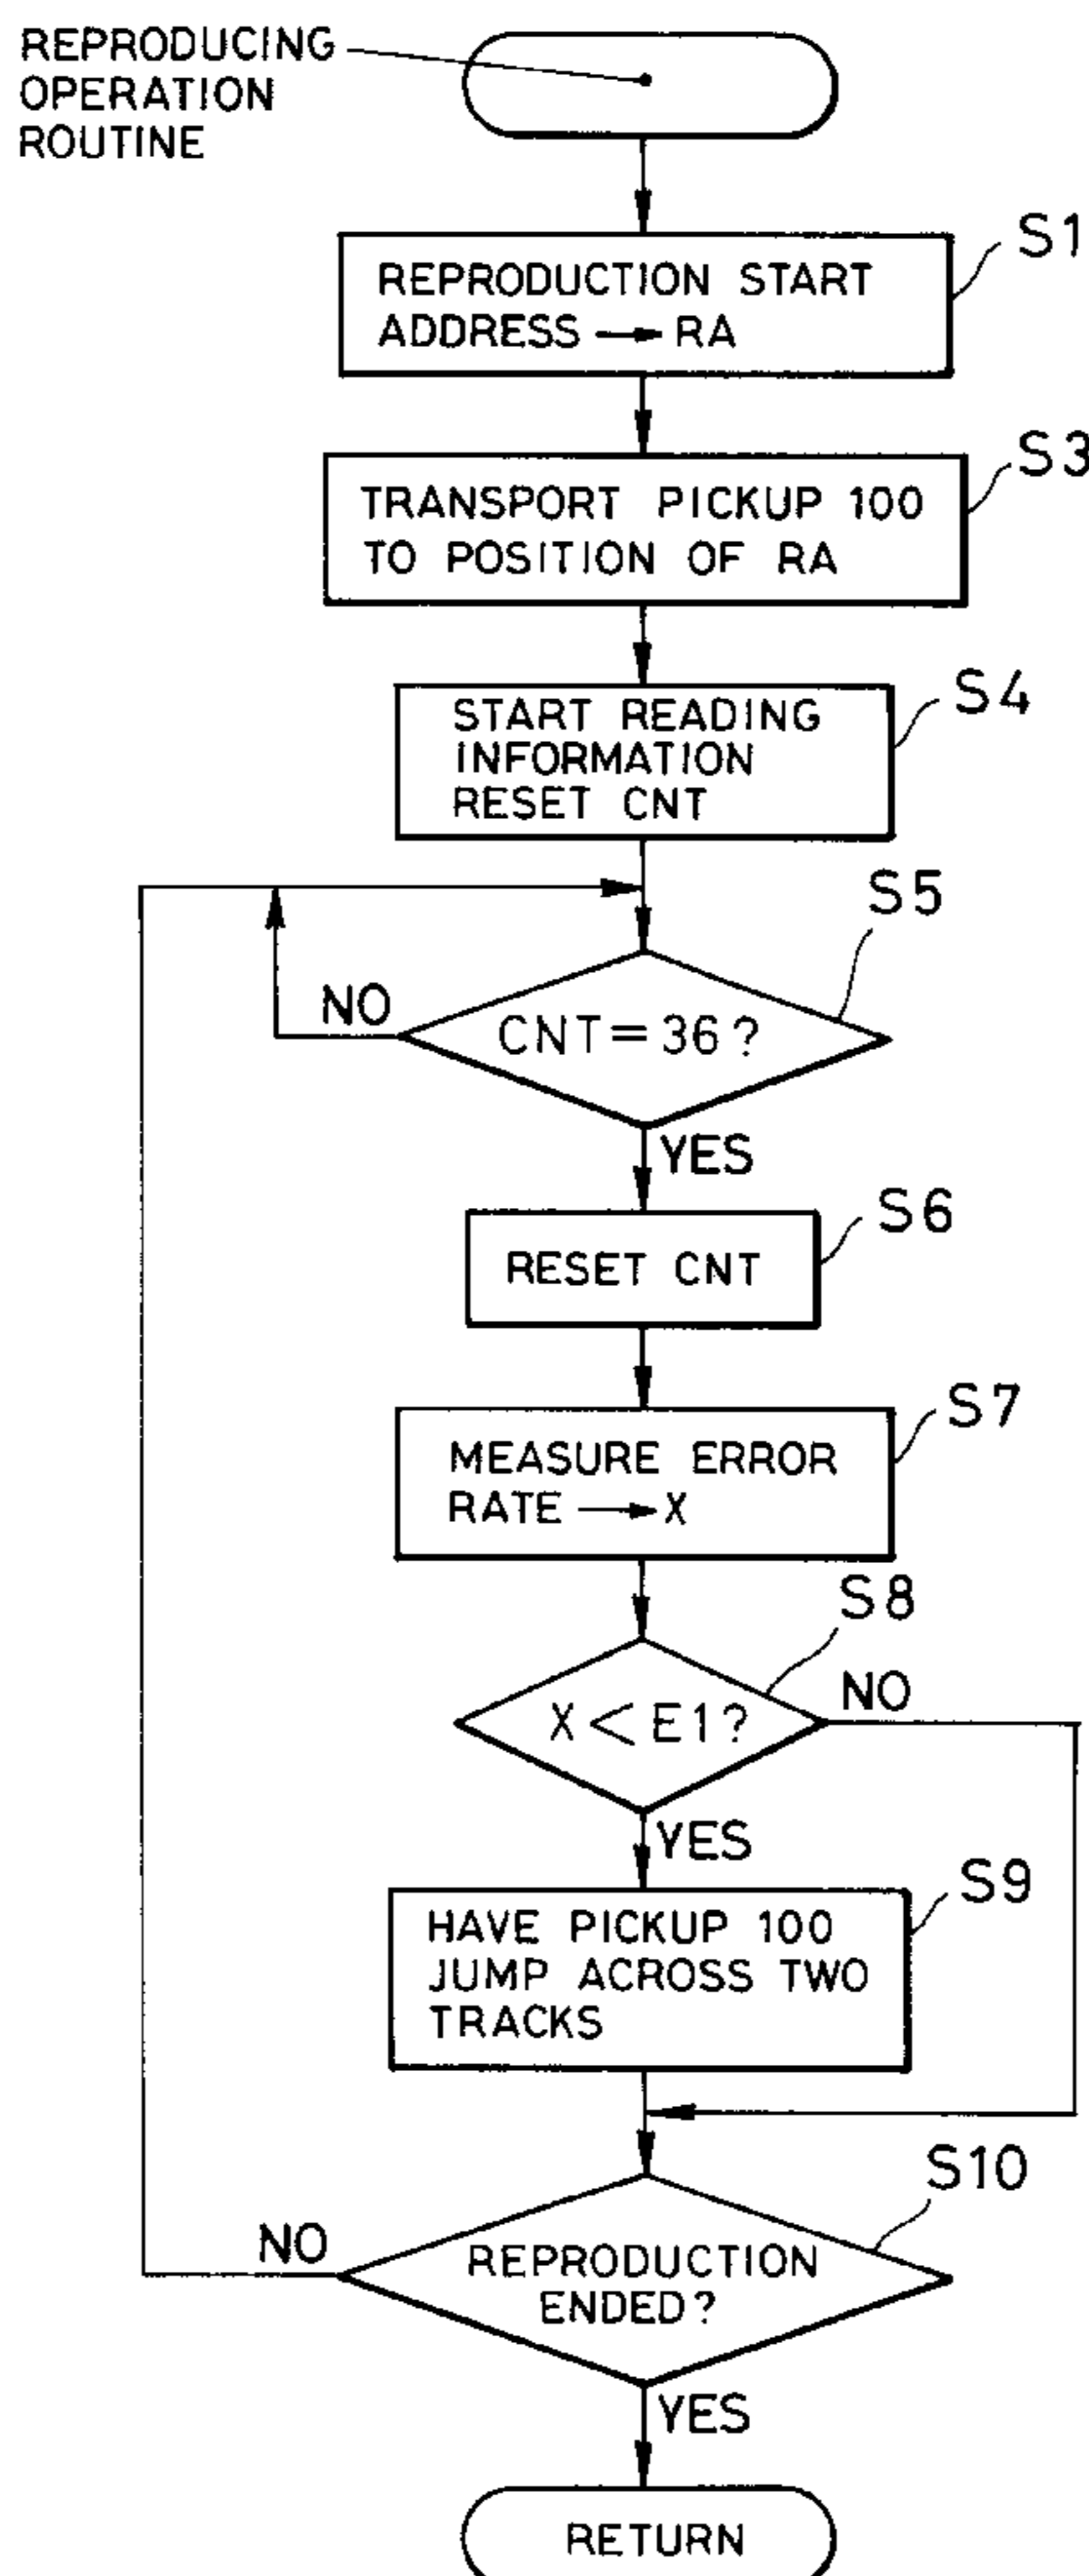 REPRODUCING
OPERATION
ROUTINE
S1
REPRODUCTION START
ADDRESS → RA
S3
TRANSPORT PICKUP 100
TO POSITION OF RA
S4
START READING
INFORMATION
RESET CNT
S5
NO
CNT = 36 ?
YES
S6
RESET CNT
S7
MEASURE ERROR
RATE → X
S8
NO
X < E1 ?
YES
S9
HAVE PICKUP 100
JUMP ACROSS TWO
TRACKS
S10
NO
REPRODUCTION
ENDED ?
YES
RETURN